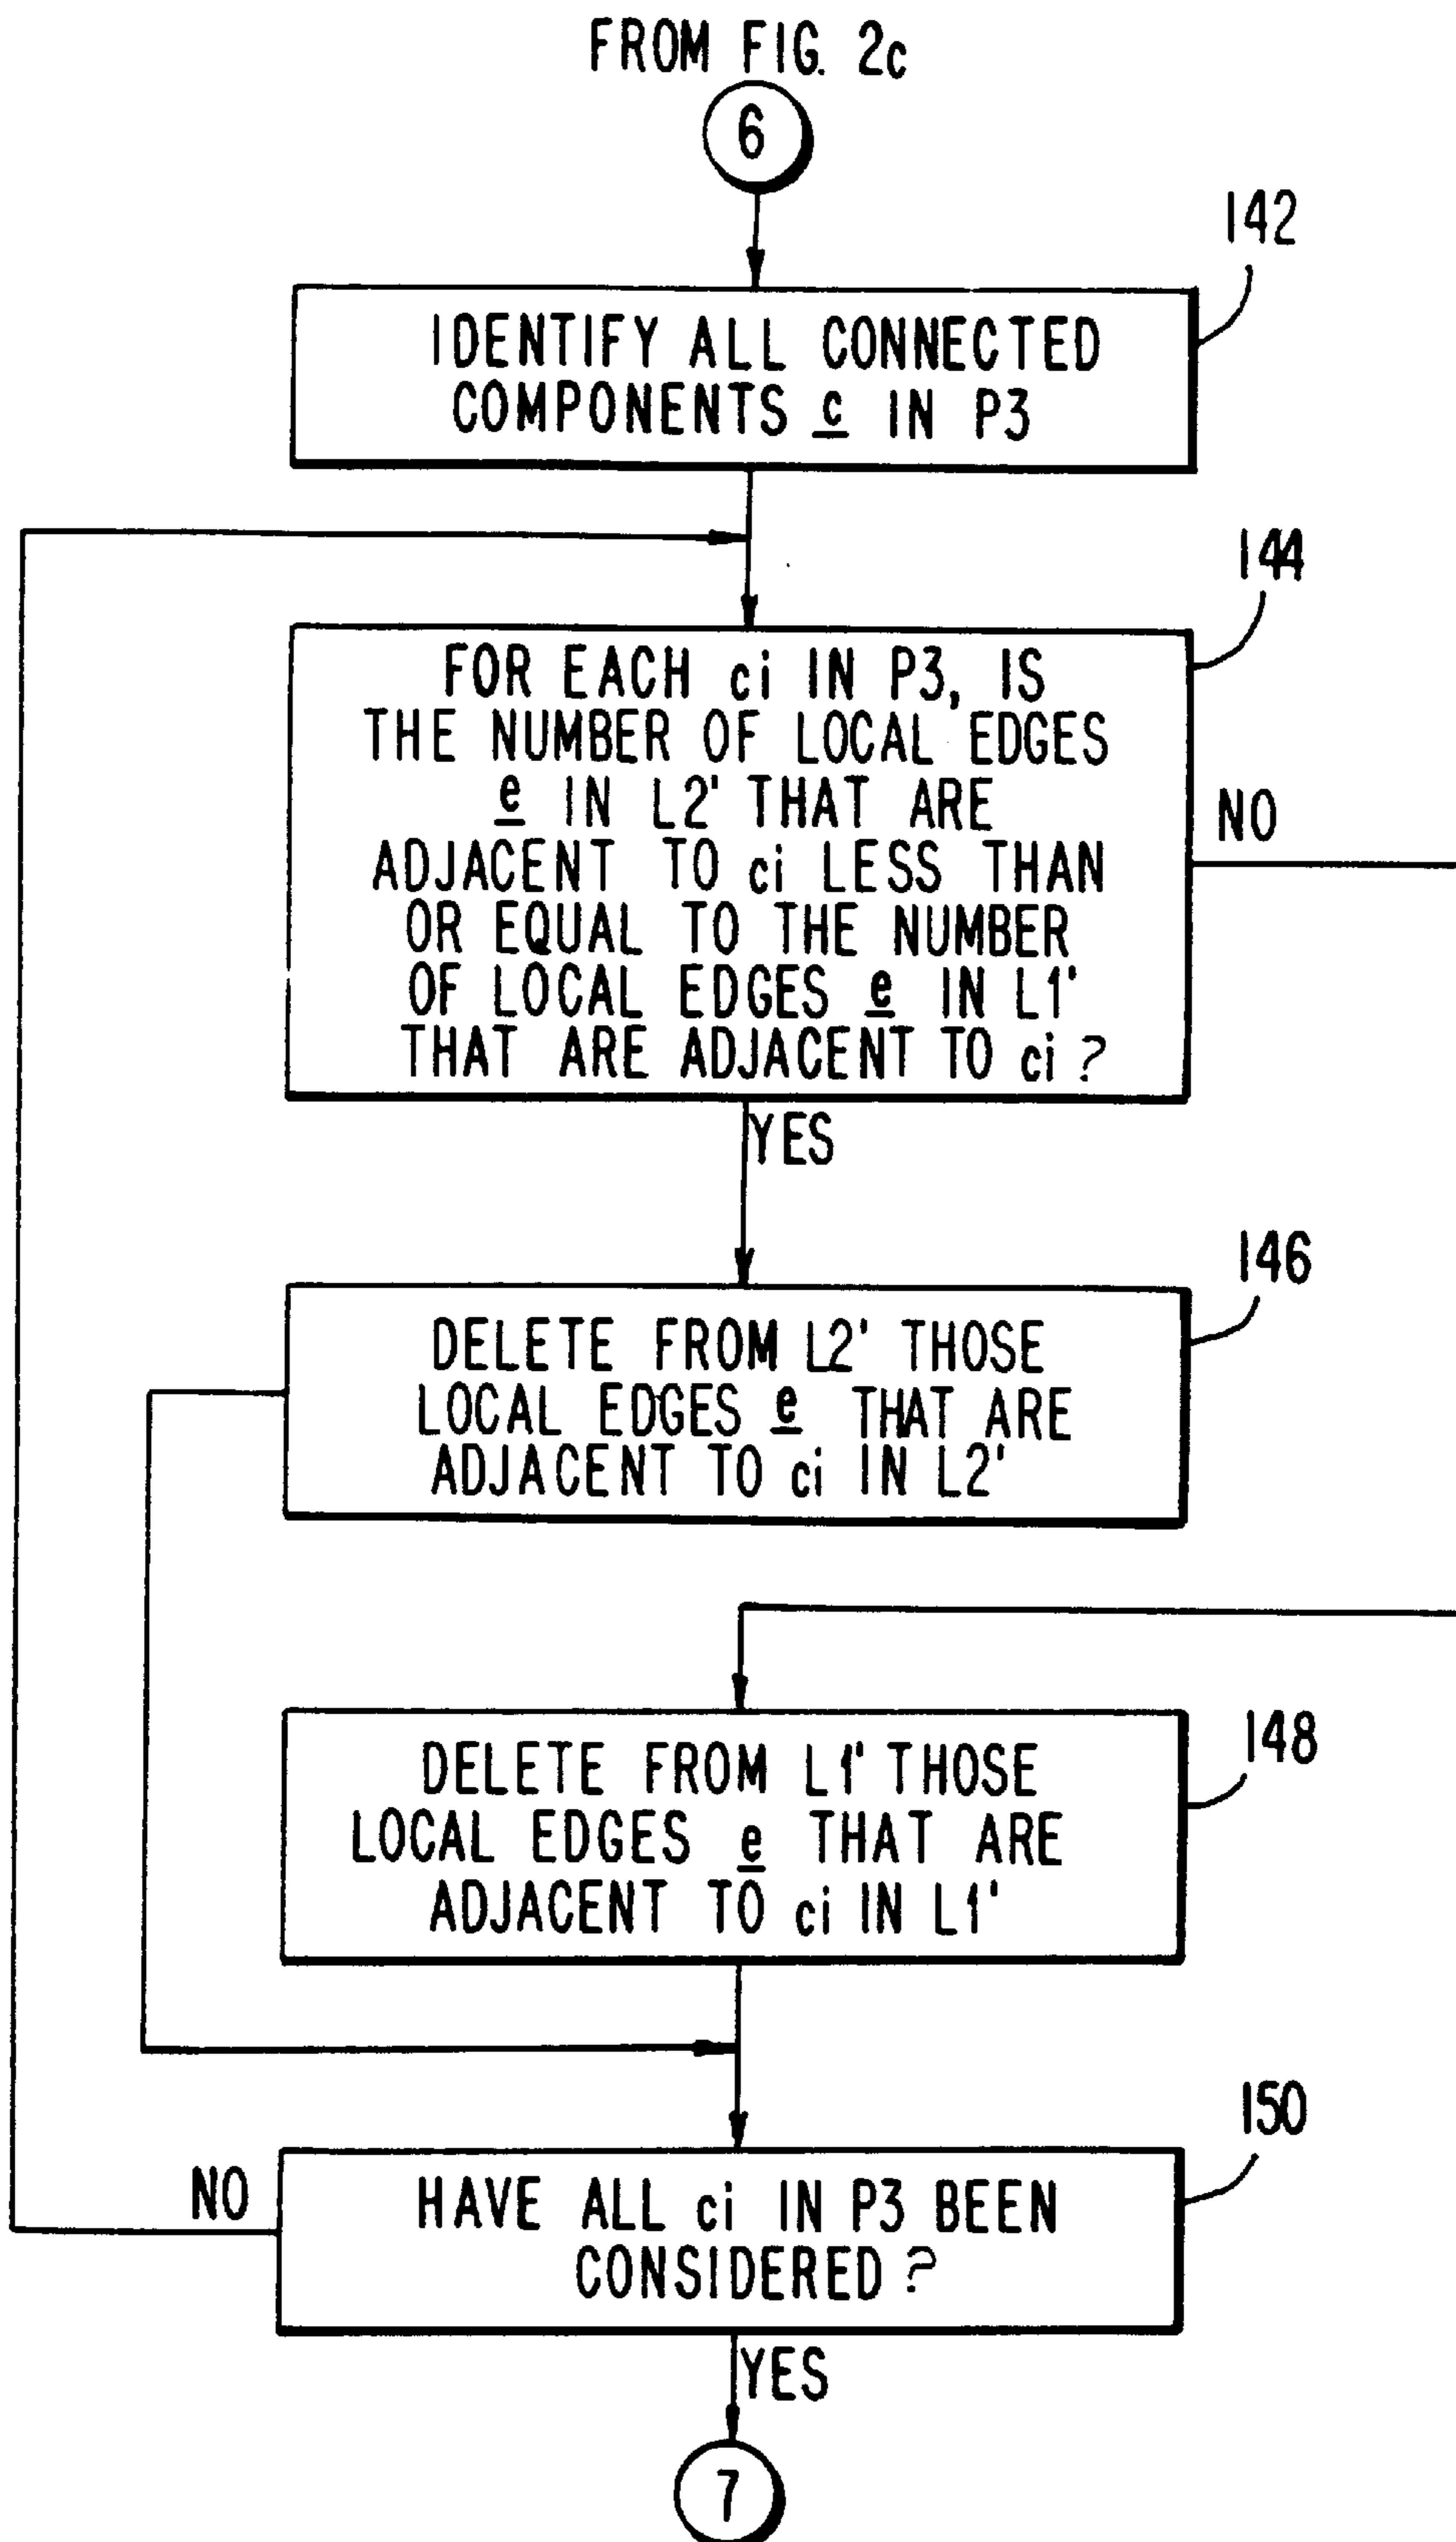 FROM FIG. 2c
6
142
IDENTIFY ALL CONNECTED
COMPONENTS c IN P3
144
FOR EACH ci IN P3, IS
THE NUMBER OF LOCAL EDGES
e IN L2' THAT ARE
ADJACENT TO ci LESS THAN
OR EQUAL TO THE NUMBER
OF LOCAL EDGES e IN L1'
THAT ARE ADJACENT TO ci ?
NO
YES
146
DELETE FROM L2' THOSE
LOCAL EDGES e THAT ARE
ADJACENT TO ci IN L2'
148
DELETE FROM L1' THOSE
LOCAL EDGES e THAT ARE
ADJACENT TO ci IN L1'
150
NO
HAVE ALL ci IN P3 BEEN
CONSIDERED ?
YES
7